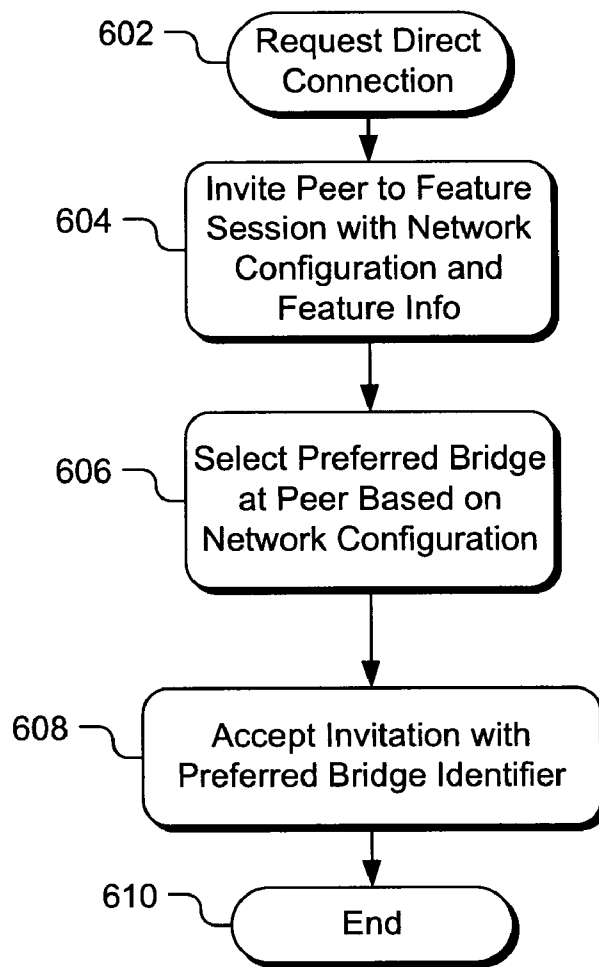 602
Request Direct
Connection
604
Invite Peer to Feature
Session with Network
Configuration and
Feature Info
606
Select Preferred Bridge
at Peer Based on
Network Configuration
608
Accept Invitation with
Preferred Bridge Identifier
610
End